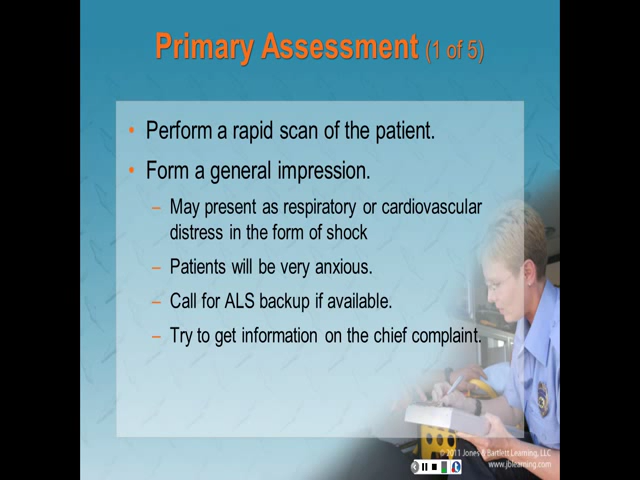 Primary Assessment (1 of 5)
• Perform a rapid scan of the patient.
• Form a general impression.
– May present as respiratory or cardiovascular
distress in the form of shock
– Patients will be very anxious.
– Call for ALS backup if available.
– Try to get information on the chief complaint.
© 2011 Jones & Bartlett Learning, LLC
www.jblearning.com